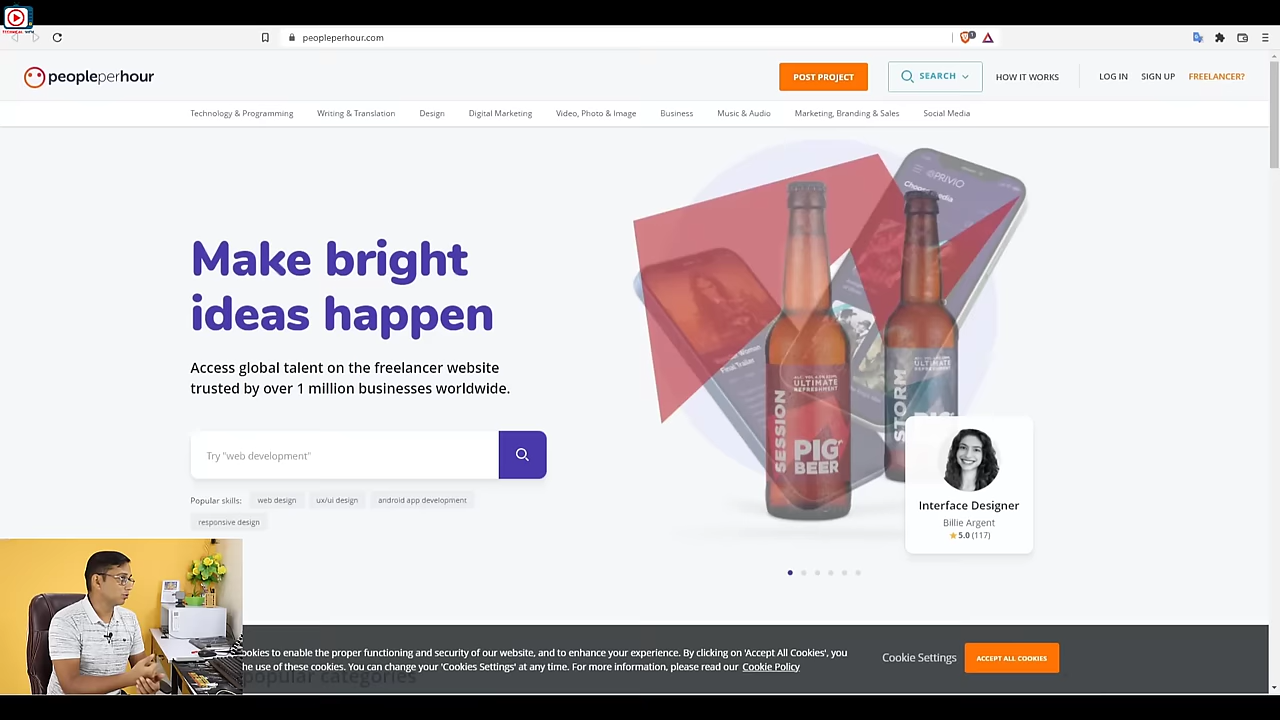 peopleperhour.com
peopleperhour
POST PROJECT
SEARCH
HOW IT WORKS
LOG IN
SIGN UP
FREELANCER?
Technology & Programming
Writing & Translation
Design
Digital Marketing
Video, Photo & Image
Business
Music & Audio
Marketing, Branding & Sales
Social Media
Make bright
ideas happen
Access global talent on the freelancer website
trusted by over 1 million businesses worldwide.
Try "web development"
Popular skills:
web design
ux/ui design
android app development
responsive design
PRIVIO
ULTIMATE
REFRESHMENT
SESSION
PIG
BEER
ULTIMATE
REFRESHMENT
STORM
Interface Designer
Billie Argent
5.0 (117)
ookies to enable the proper functioning and security of our website, and to enhance your experience. By clicking on 'Accept All Cookies', you
he use of these cookies. You can change your 'Cookies Settings' at any time. For more information, please read our Cookie Policy
Cookie Settings
ACCEPT ALL COOKIES
popular categories